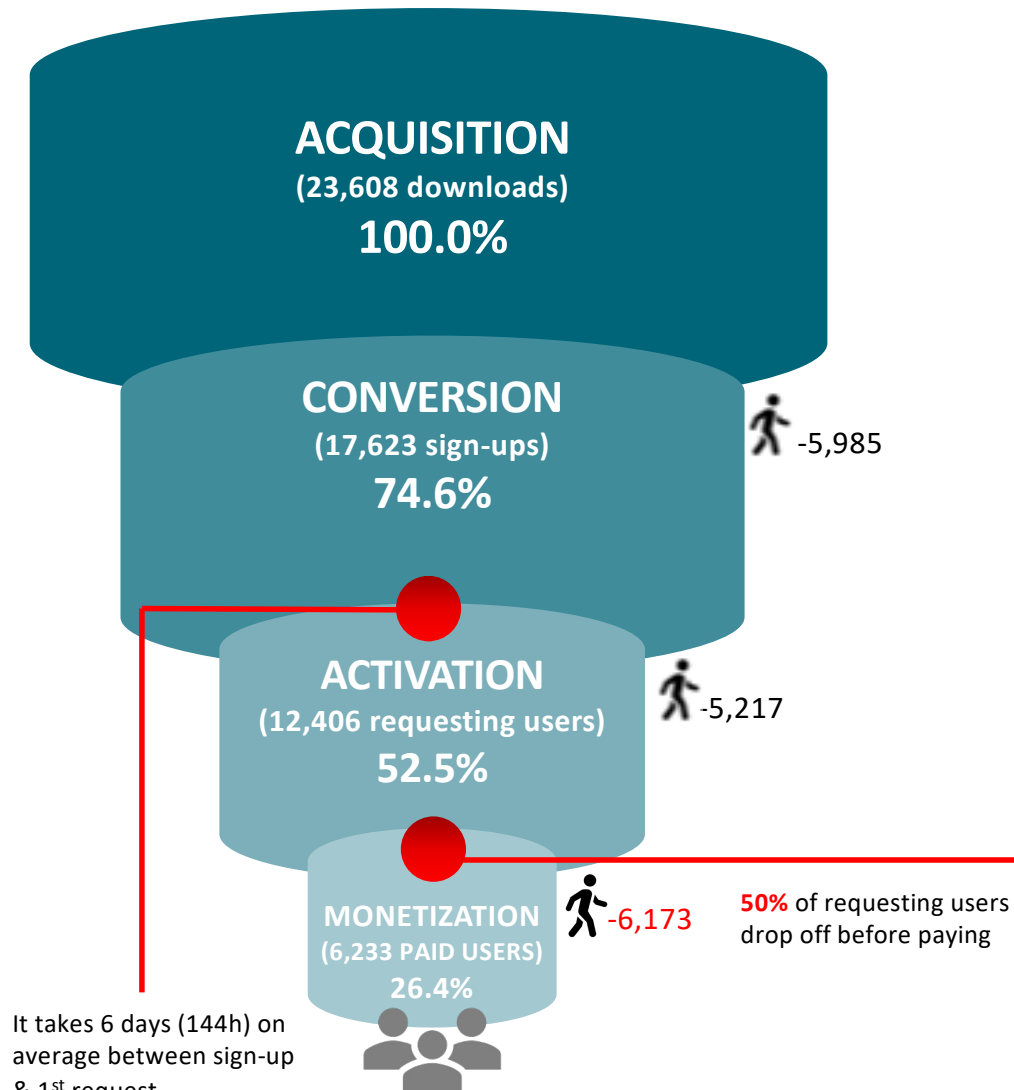 ACQUISITION
(23,608 downloads)
100.0%
CONVERSION
(17,623 sign-ups)
74.6%
-5,985
ACTIVATION
(12,406 requesting users)
52.5%
-5,217
MONETIZATION
(6,233 PAID USERS)
26.4%
-6,173
50% of requesting users
drop off before paying
It takes 6 days (144h) on
average between sign-up
& 1st request